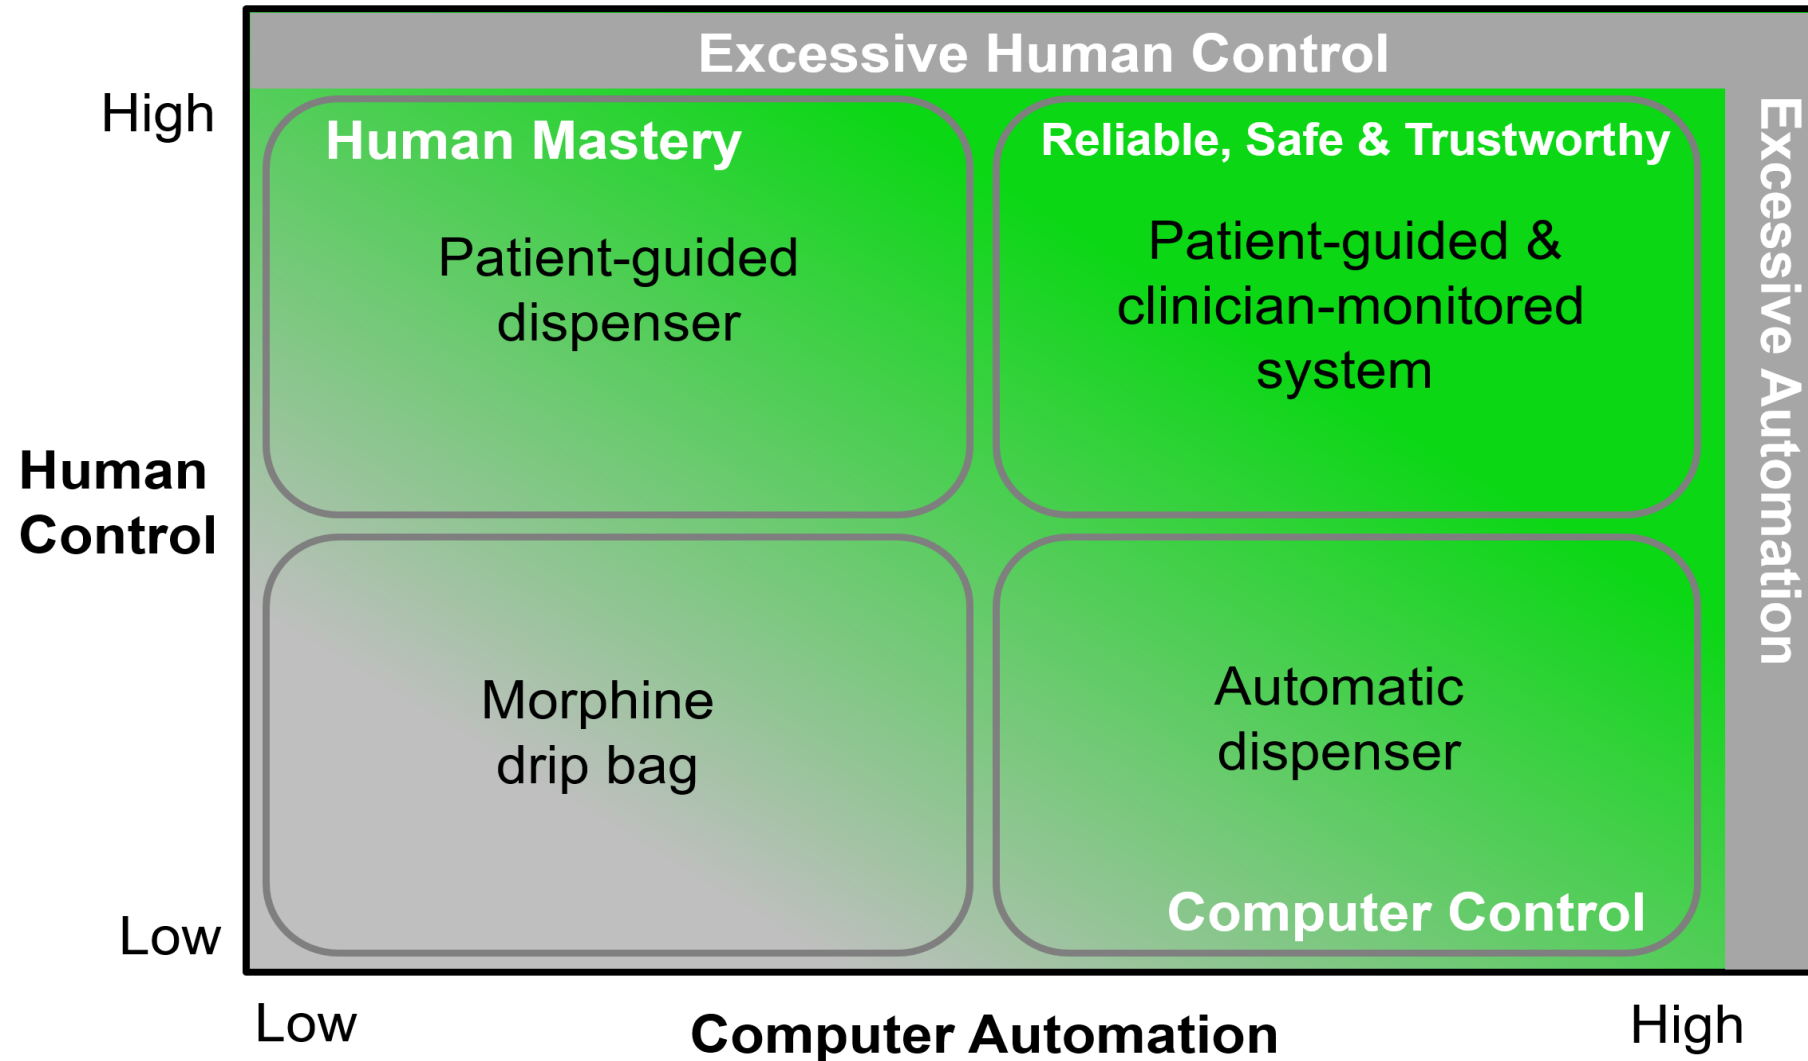 Excessive Human Control
High
Human Mastery
Patient-guided
dispenser
Reliable, Safe & Trustworthy
Patient-guided &
clinician-monitored
system
Excessive Automation
Human
Control
Morphine
drip bag
Automatic
dispenser
Computer Control
Low
Low
Computer Automation
High